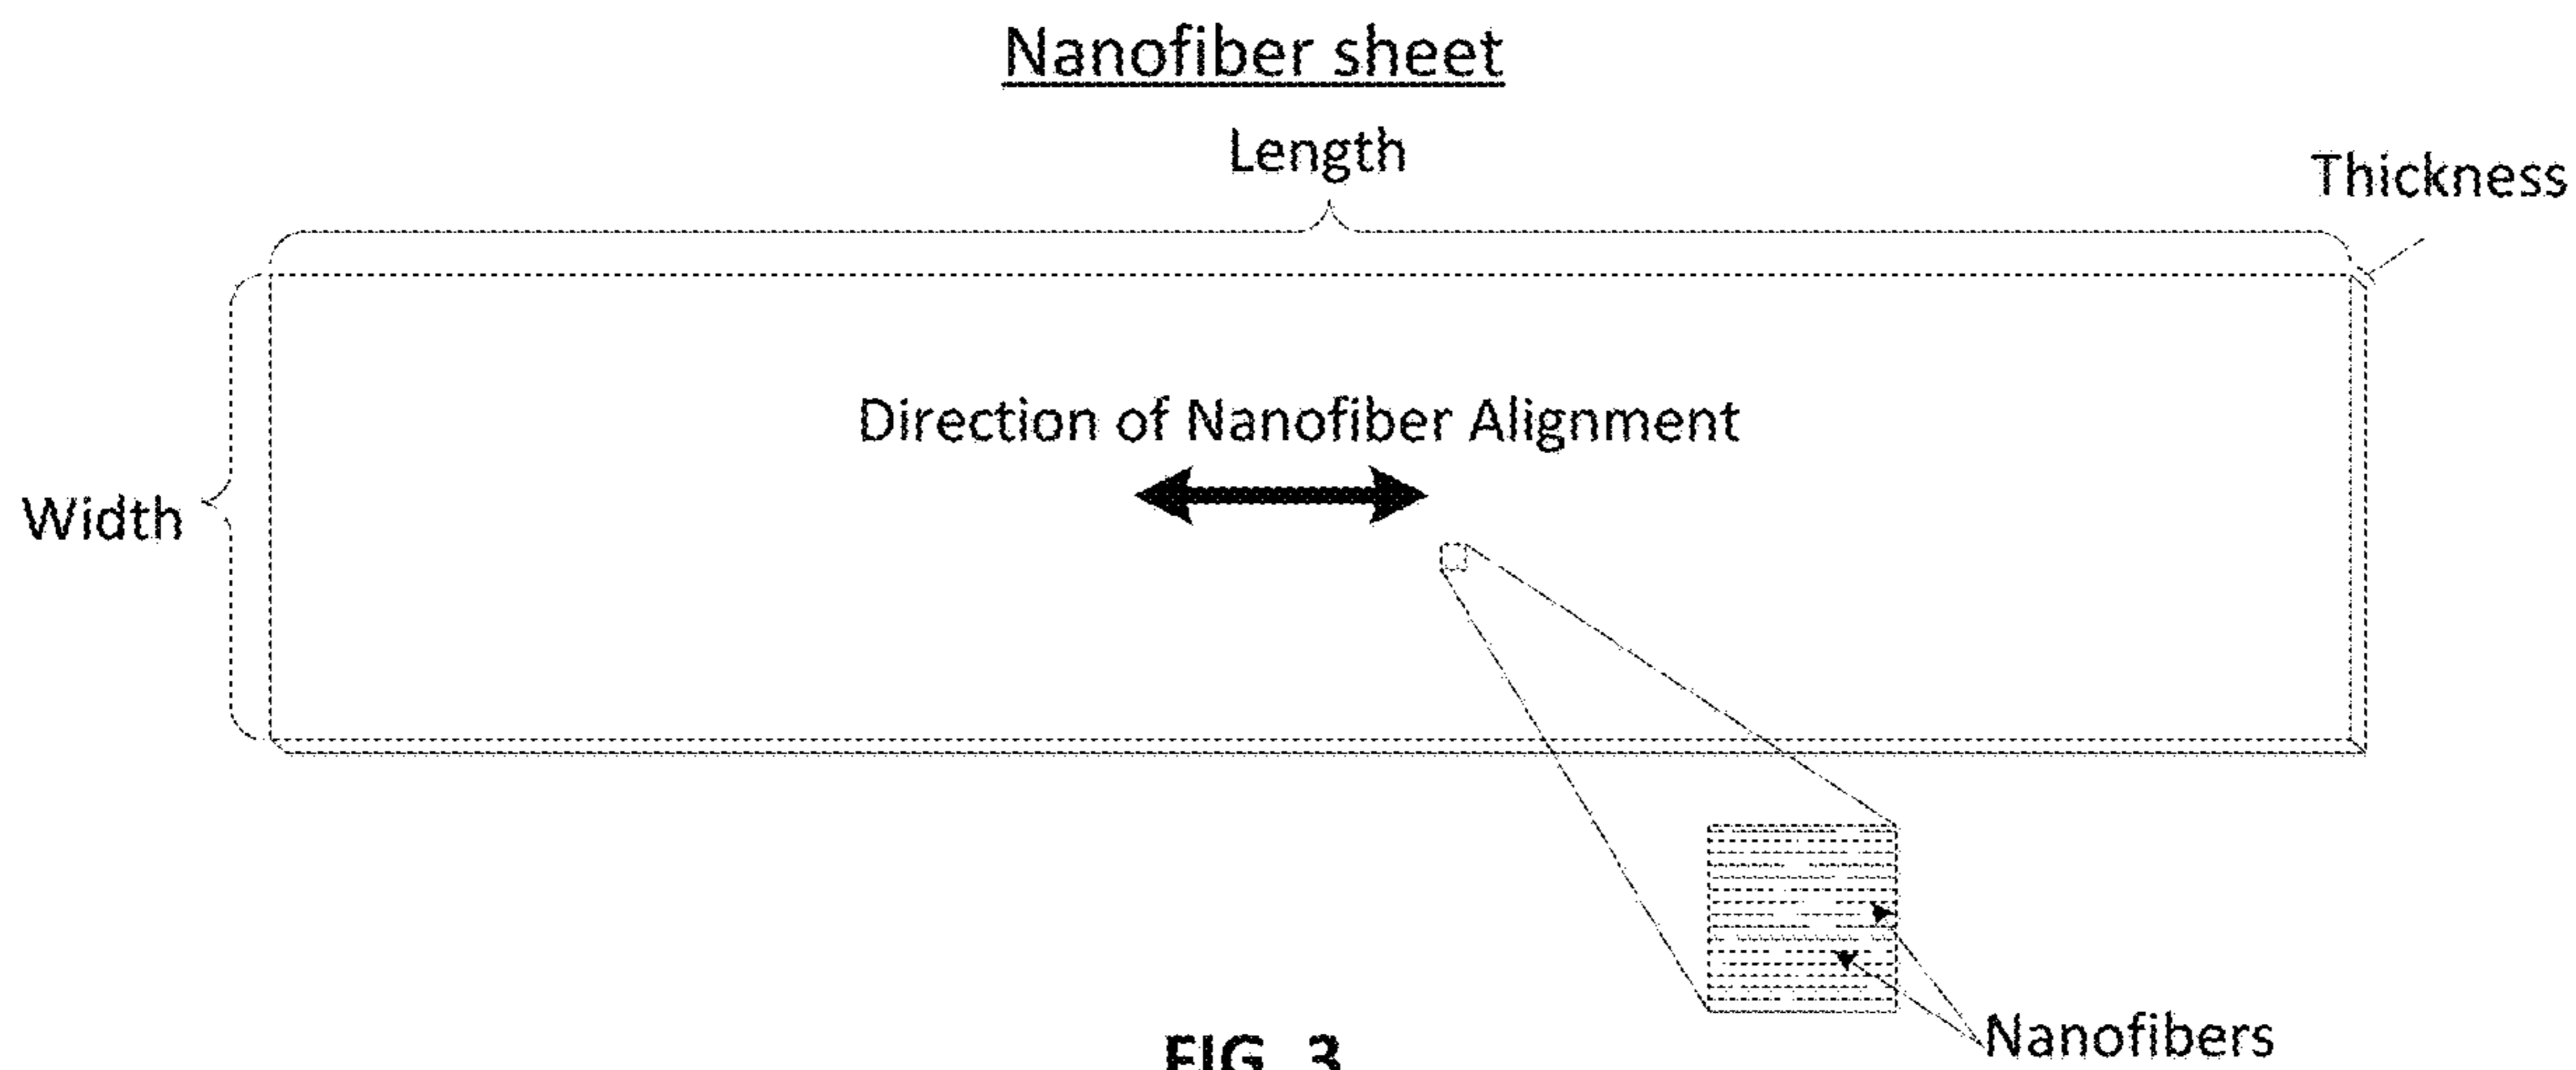 Nanofiber sheet
Length
Thickness
Direction of Nanofiber Alignment
Width
Nanofibers
FIG. 3